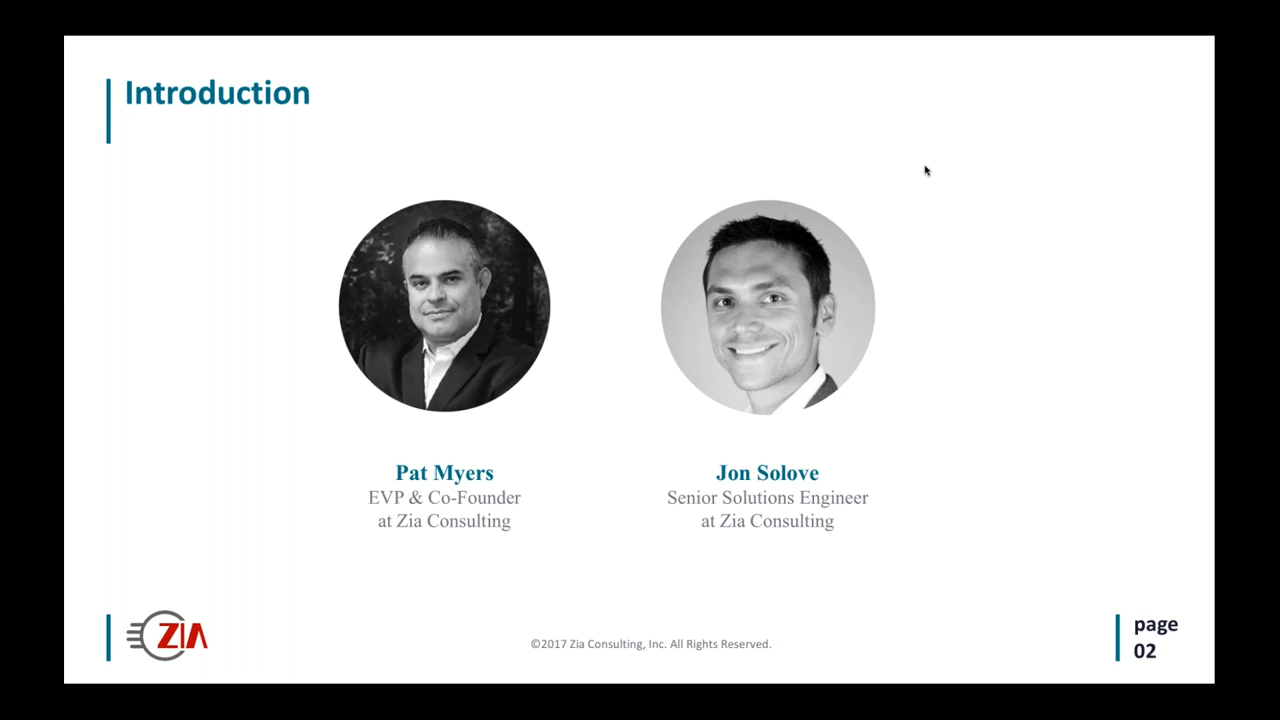 Introduction
Pat Myers
EVP & Co-Founder
at Zia Consulting
Jon Solove
Senior Solutions Engineer
at Zia Consulting
ZIA
©2017 Zia Consulting, Inc. All Rights Reserved.
page
02